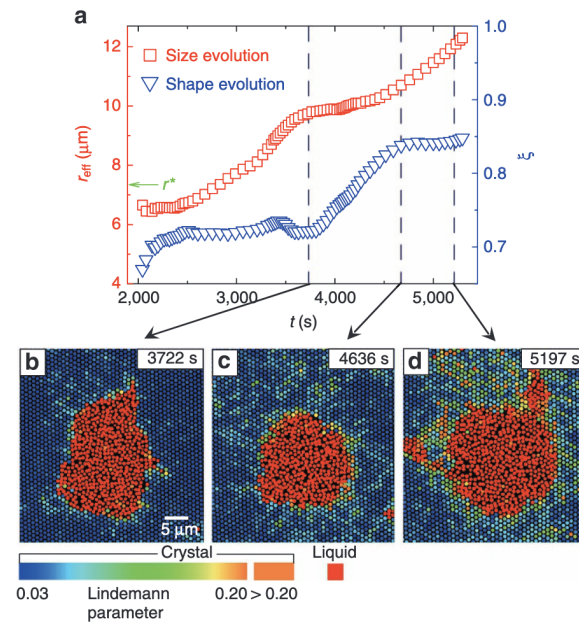 a
1.0
12
Size evolution
Shape evolution
0.9
10
r_eff (μm)
ξ
8
r*
0.8
6
0.7
4
2,000 3,000 4,000 5,000
t (s)
b 3722 s c 4636 s d 5197 s
5 μm
Crystal Liquid
0.03 Lindemann 0.20 > 0.20
parameter